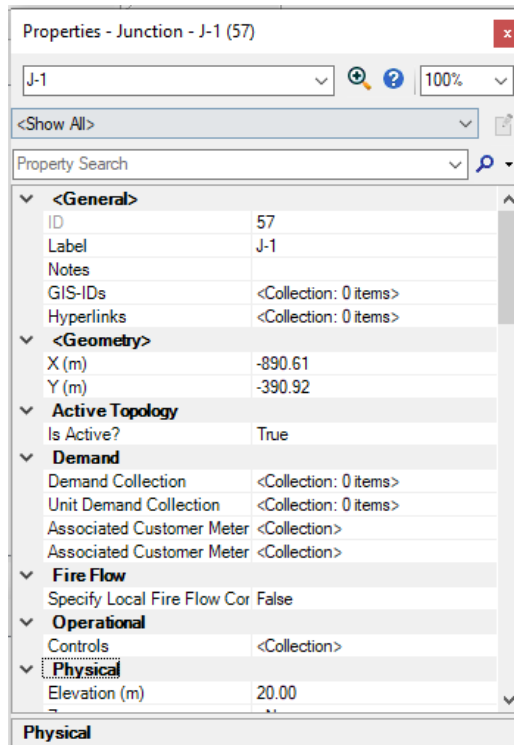 Properties - Junction - J-1 (57)
x
J-1
100%
<Show All>
Property Search
<General>
ID 57
Label J-1
Notes
GIS-IDs <Collection: 0 items>
Hyperlinks <Collection: 0 items>
<Geometry>
X (m) -890.61
Y (m) -390.92
Active Topology
Is Active? True
Demand
Demand Collection <Collection: 0 items>
Unit Demand Collection <Collection: 0 items>
Associated Customer Meter <Collection>
Associated Customer Meter <Collection>
Fire Flow
Specify Local Fire Flow Cor False
Operational
Controls <Collection>
Physical
Elevation (m) 20.00
Physical